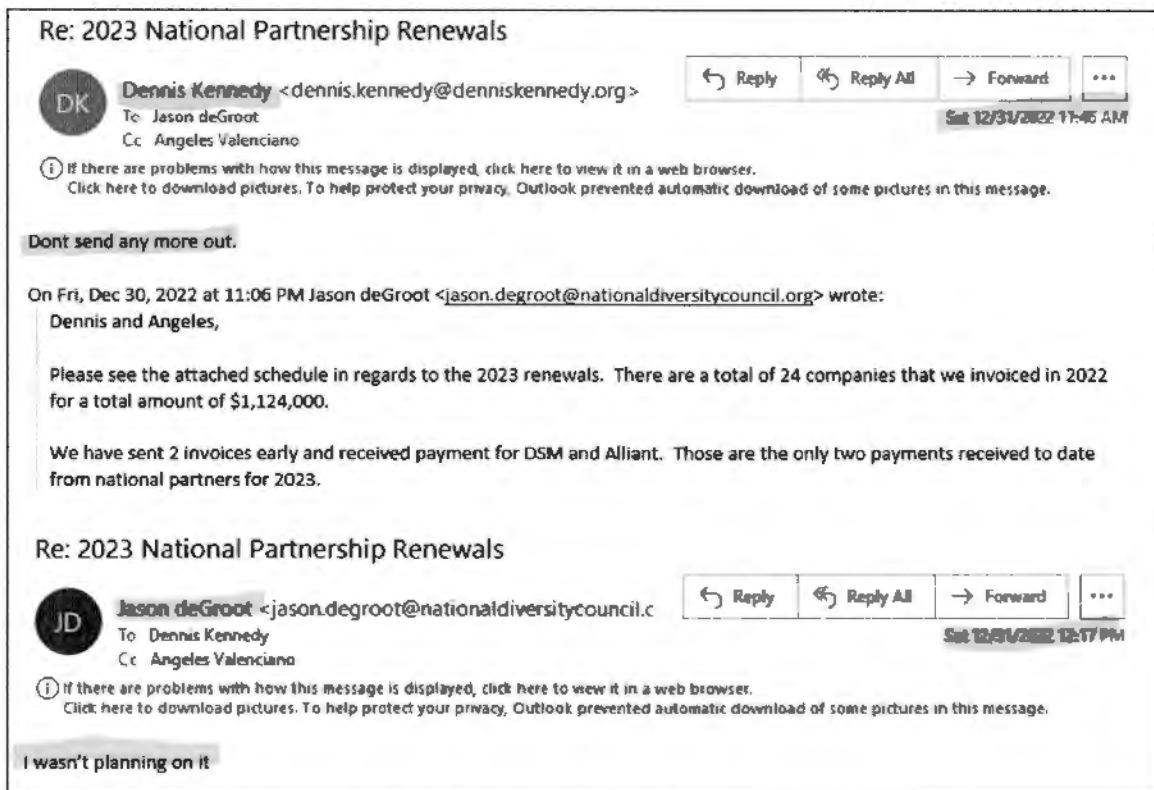 Re: 2023 National Partnership Renewals
DK
Dennis Kennedy <dennis.kennedy@denniskennedy.org>
Reply
Reply All
Forward
...
To Jason deGroot
Sat 12/31/2022 11:45 AM
Cc Angeles Valenciano
If there are problems with how this message is displayed, click here to view it in a web browser.
Click here to download pictures. To help protect your privacy, Outlook prevented automatic download of some pictures in this message.
Dont send any more out.
On Fri, Dec 30, 2022 at 11:06 PM Jason deGroot <jason.degroot@nationaldiversitycouncil.org> wrote:
Dennis and Angeles,
Please see the attached schedule in regards to the 2023 renewals. There are a total of 24 companies that we invoiced in 2022
for a total amount of $1,124,000.
We have sent 2 invoices early and received payment for DSM and Alliant. Those are the only two payments received to date
from national partners for 2023.
Re: 2023 National Partnership Renewals
JD
Jason deGroot <jason.degroot@nationaldiversitycouncil.c
Reply
Reply All
Forward
...
To Dennis Kennedy
Sat 12/31/2022 12:17 PM
Cc Angeles Valenciano
If there are problems with how this message is displayed, click here to view it in a web browser.
Click here to download pictures. To help protect your privacy, Outlook prevented automatic download of some pictures in this message.
I wasn't planning on it